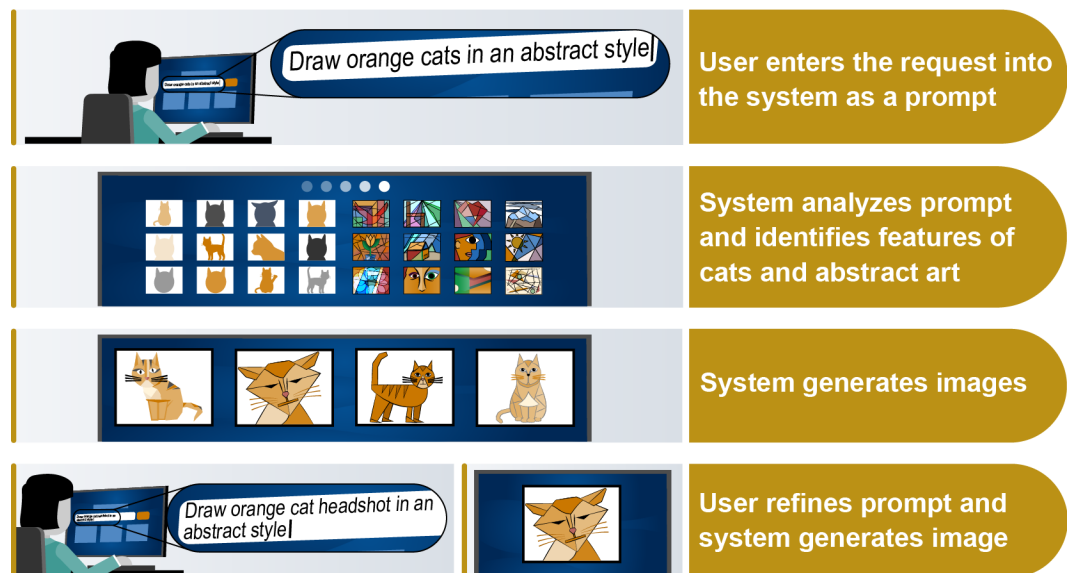 Draw orange cats in an abstract style
User enters the request into
the system as a prompt
System analyzes prompt
and identifies features of
cats and abstract art
System generates images
Draw orange cat headshot in an
abstract style
User refines prompt and
system generates image